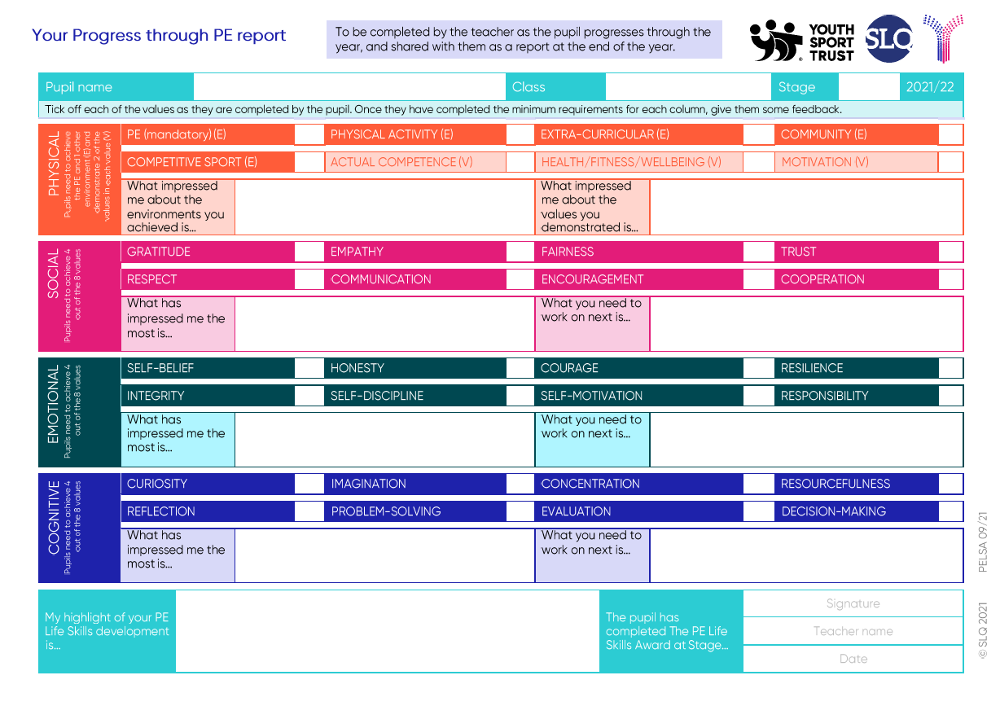 Your Progress through PE report
To be completed by the teacher as the pupil progresses through the
year, and shared with them as a report at the end of the year.
YOUTH
SPORT
TRUST
®
SLQ
Pupil name
Class
Stage
2021/22
Tick off each of the values as they are completed by the pupil. Once they have completed the minimum requirements for each column, give them some feedback.
PHYSICAL
Pupils need to achieve
the PE and 1 other
environment (E) and
demonstrate 2 of the
values in each value (V)
PE (mandatory) (E)
PHYSICAL ACTIVITY (E)
EXTRA-CURRICULAR (E)
COMMUNITY (E)
COMPETITIVE SPORT (E)
ACTUAL COMPETENCE (V)
HEALTH/FITNESS/WELLBEING (V)
MOTIVATION (V)
What impressed
me about the
environments you
achieved is...
What impressed
me about the
values you
demonstrated is...
SOCIAL
Pupils need to achieve 4
out of the 8 values
GRATITUDE
EMPATHY
FAIRNESS
TRUST
RESPECT
COMMUNICATION
ENCOURAGEMENT
COOPERATION
What has
impressed me the
most is...
What you need to
work on next is...
EMOTIONAL
Pupils need to achieve 4
out of the 8 values
SELF-BELIEF
HONESTY
COURAGE
RESILIENCE
INTEGRITY
SELF-DISCIPLINE
SELF-MOTIVATION
RESPONSIBILITY
What has
impressed me the
most is...
What you need to
work on next is...
COGNITIVE
Pupils need to achieve 4
out of the 8 values
CURIOSITY
IMAGINATION
CONCENTRATION
RESOURCEFULNESS
REFLECTION
PROBLEM-SOLVING
EVALUATION
DECISION-MAKING
What has
impressed me the
most is...
What you need to
work on next is...
My highlight of your PE
Life Skills development
is...
The pupil has
completed The PE Life
Skills Award at Stage...
Signature
Teacher name
Date
© SLQ 2021
PELSA 09/21